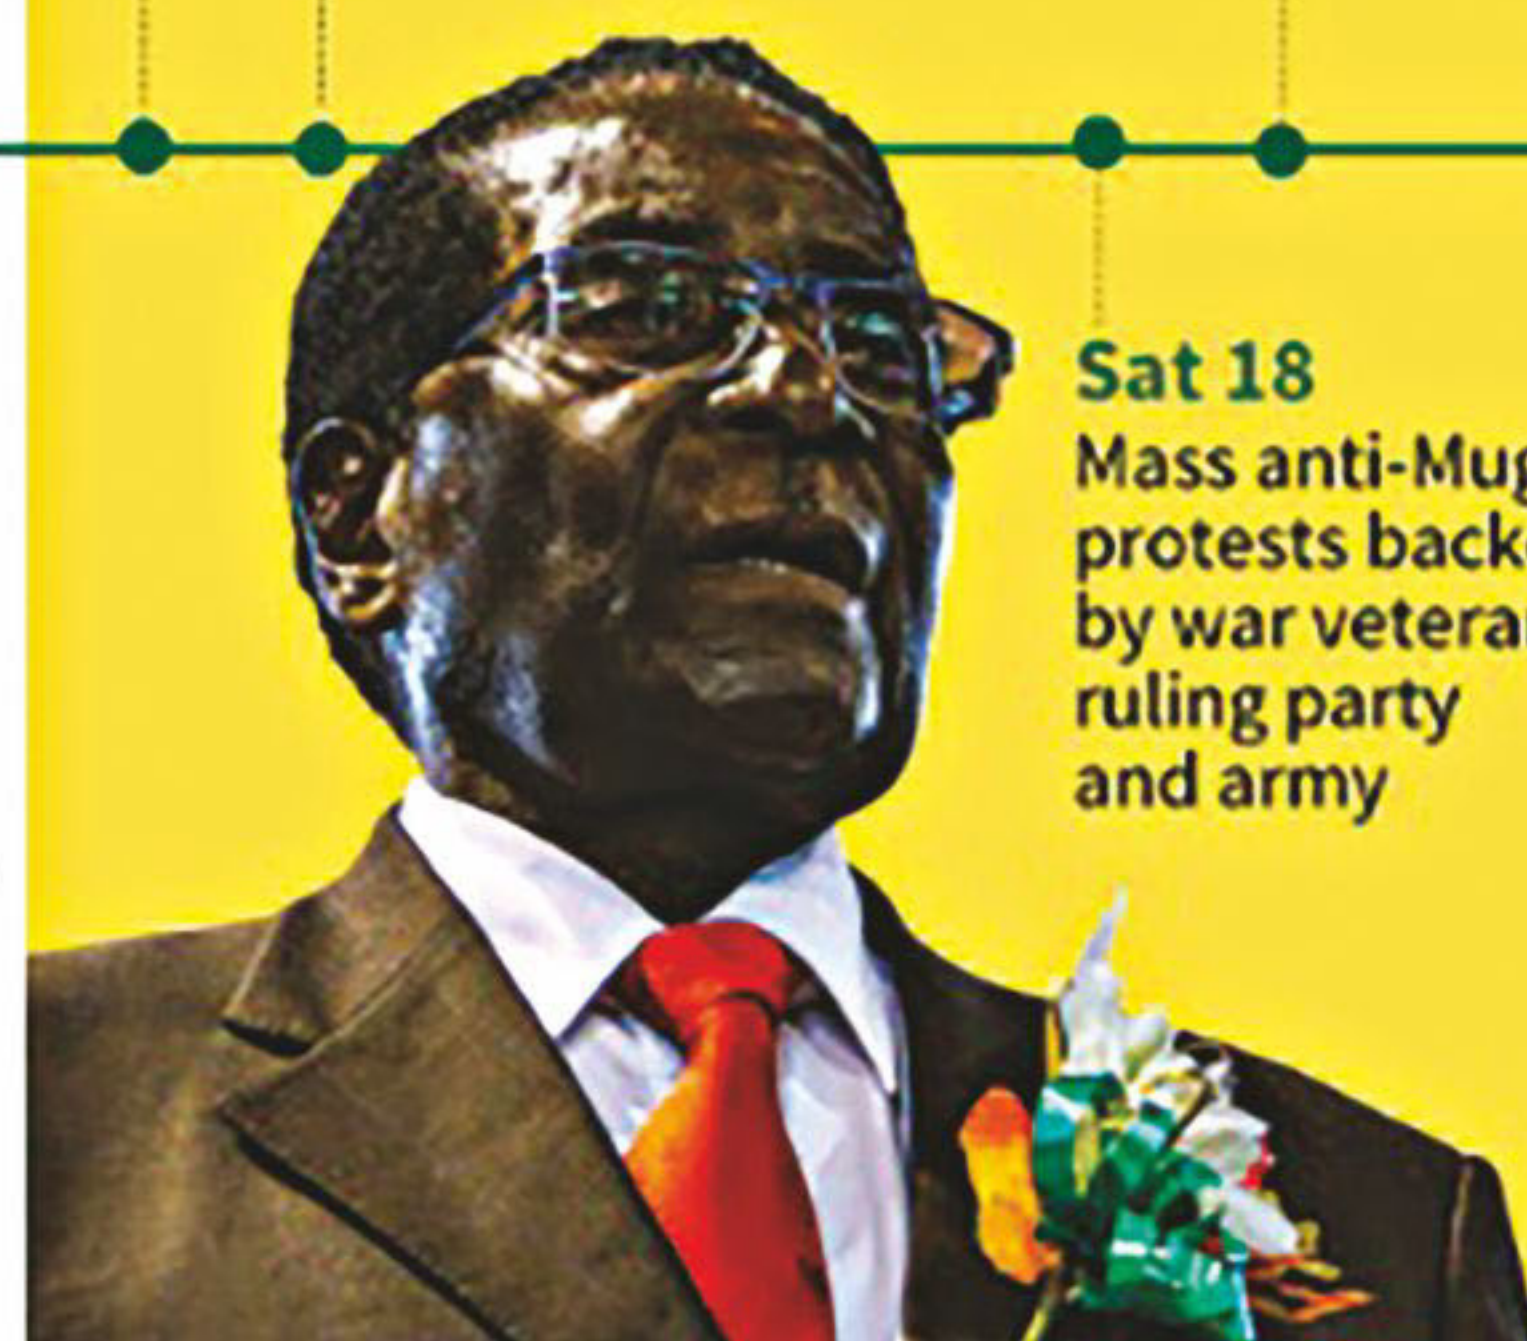 Sat 18
Mass anti-Mug
protests back
by war vetera
ruling party
and army